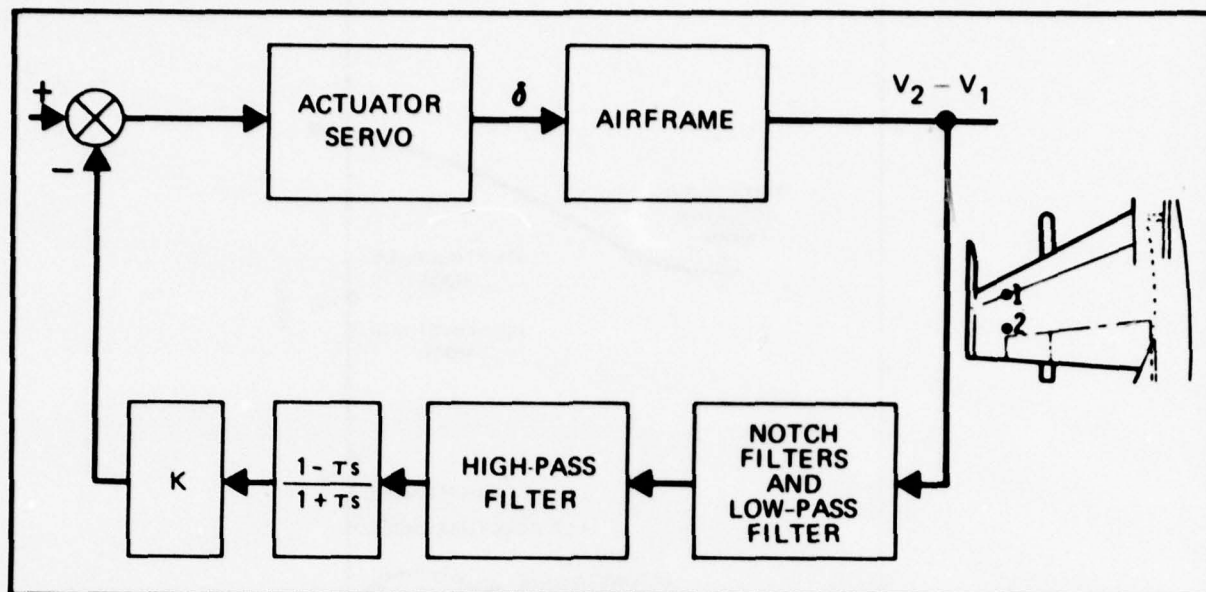 +
−
ACTUATOR
SERVO
δ
AIRFRAME
V₂ − V₁
1
2
K
1 − τs
1 + τs
HIGH-PASS
FILTER
NOTCH
FILTERS
AND
LOW-PASS
FILTER